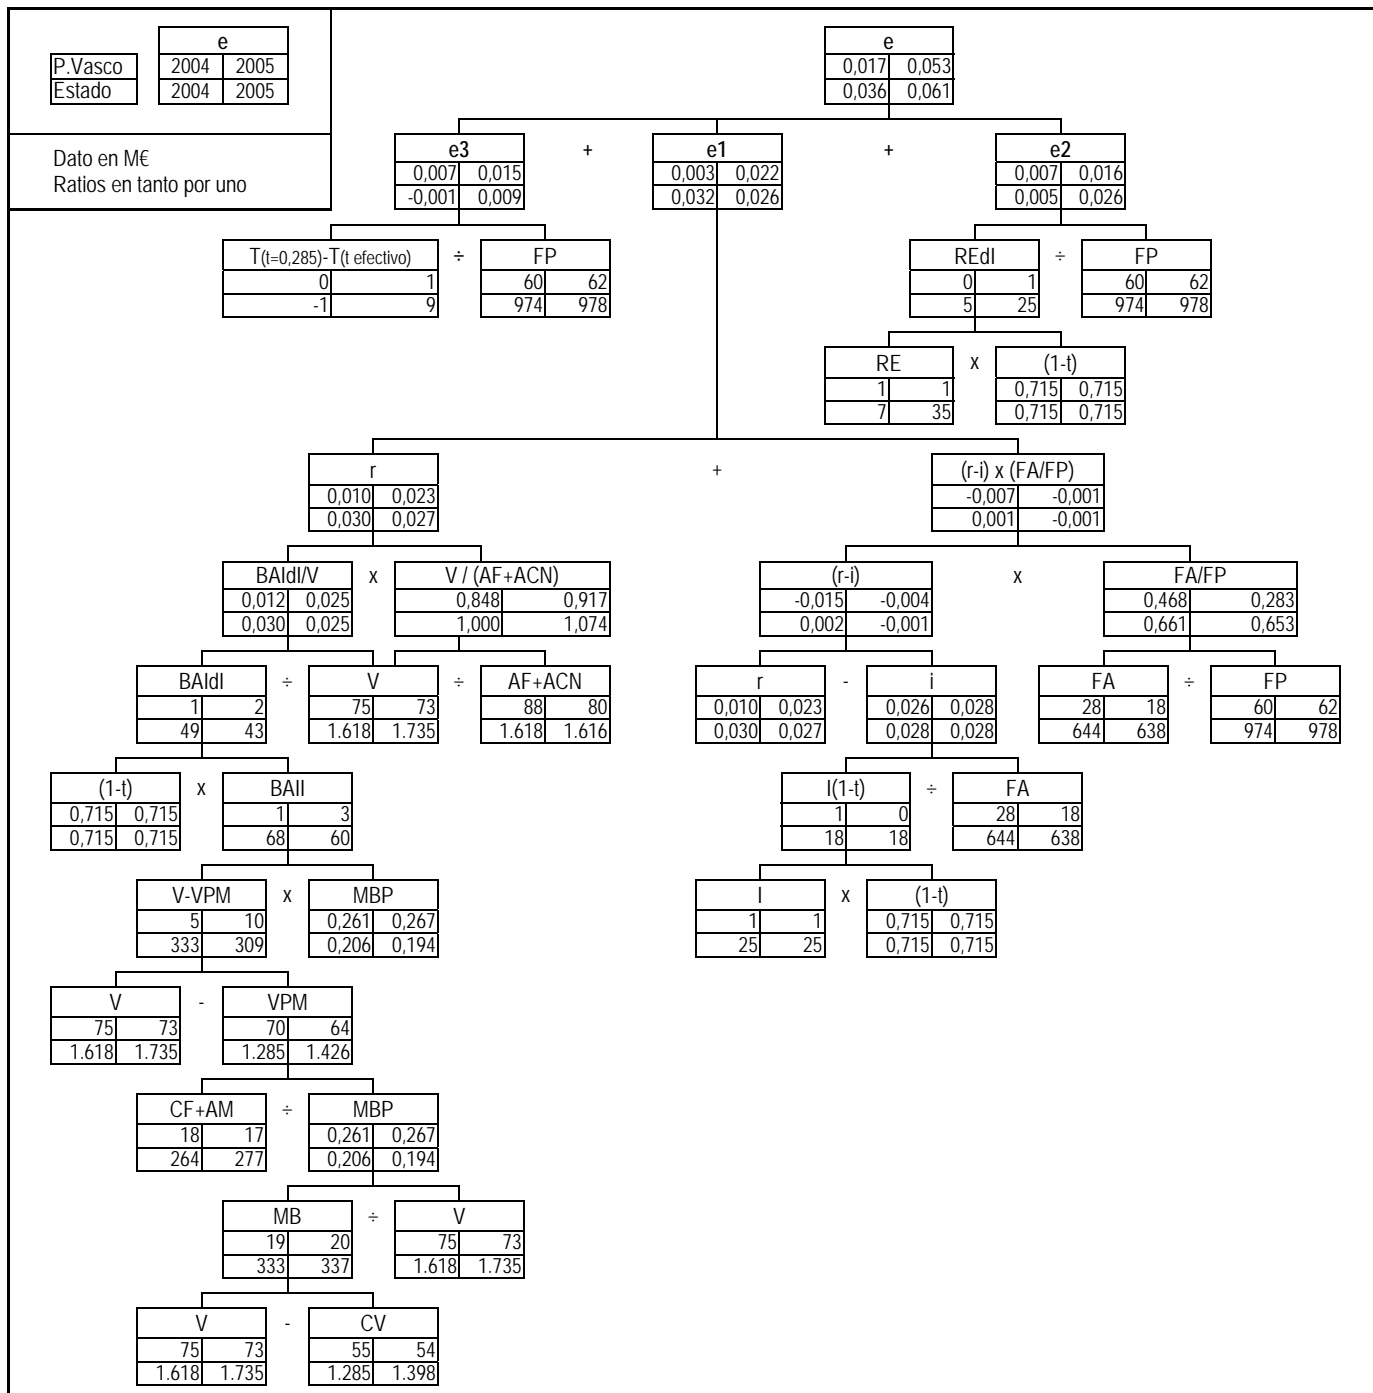 e
P.Vasco 2004 2005
Estado 2004 2005
Dato en M€
Ratios en tanto por uno
e
0,017 0,053
0,036 0,061
e3 + e1 + e2
0,007 0,015 0,003 0,022 0,007 0,016
-0,001 0,009 0,032 0,026 0,005 0,026
T(t=0,285)-T(t efectivo) ÷ FP REdI ÷ FP
0 1 60 62 0 1 60 62
-1 9 974 978 5 25 974 978
RE x (1-t)
1 1 0,715 0,715
7 35 0,715 0,715
r + (r-i) x (FA/FP)
0,010 0,023 -0,007 -0,001
0,030 0,027 0,001 -0,001
BAIdI/V x V / (AF+ACN) (r-i) x FA/FP
0,012 0,025 0,848 0,917 -0,015 -0,004 0,468 0,283
0,030 0,025 1,000 1,074 0,002 -0,001 0,661 0,653
BAIdI ÷ V ÷ AF+ACN r - i FA ÷ FP
1 2 75 73 88 80 0,010 0,023 0,026 0,028 28 18 60 62
49 43 1.618 1.735 1.618 1.616 0,030 0,027 0,028 0,028 644 638 974 978
(1-t) x BAII I(1-t) ÷ FA
0,715 0,715 1 3 1 0 28 18
0,715 0,715 68 60 18 18 644 638
V-VPM x MBP I x (1-t)
5 10 0,261 0,267 1 1 0,715 0,715
333 309 0,206 0,194 25 25 0,715 0,715
V - VPM
75 73 70 64
1.618 1.735 1.285 1.426
CF+AM ÷ MBP
18 17 0,261 0,267
264 277 0,206 0,194
MB ÷ V
19 20 75 73
333 337 1.618 1.735
V - CV
75 73 55 54
1.618 1.735 1.285 1.398